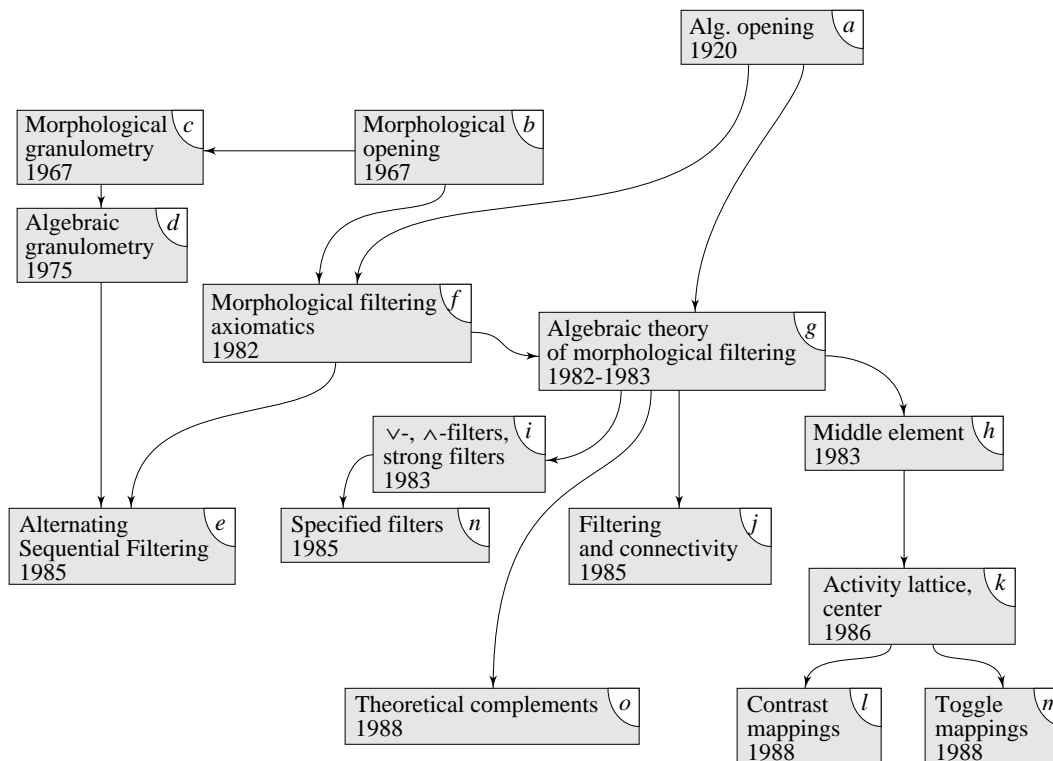 Alg. opening a
1920
Morphological c
granulometry
1967
Morphological b
opening
1967
Algebraic d
granulometry
1975
Morphological filtering f
axiomatics
1982
Algebraic theory g
of morphological filtering
1982-1983
∨-, ∧-filters, i
strong filters
1983
Middle element h
1983
Alternating e
Sequential Filtering
1985
Specified filters n
1985
Filtering j
and connectivity
1985
Activity lattice, k
center
1986
Theoretical complements o
1988
Contrast l
mappings
1988
Toggle m
mappings
1988